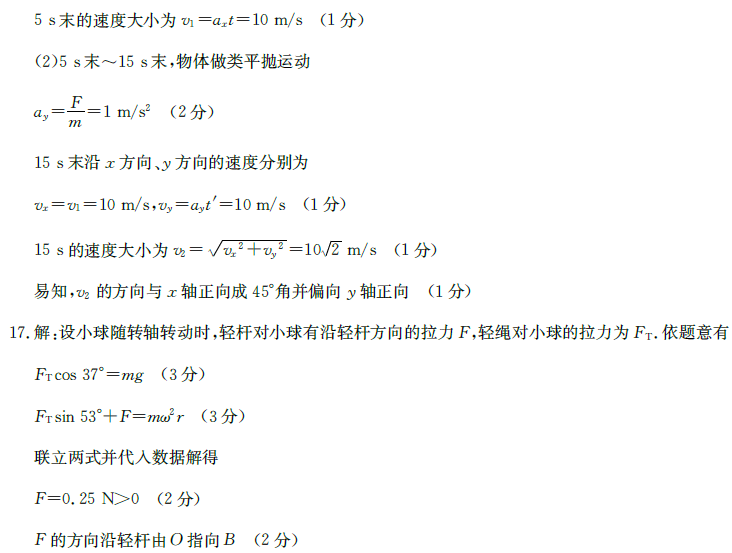 5 s末的速度大小为 v₁=aₓt=10 m/s （1分）
(2)5 s末～15 s末,物体做类平抛运动
a_y=F/m=1 m/s² （2分）
15 s末沿 x 方向、y 方向的速度分别为
vₓ=v₁=10 m/s,v_y=a_yt′=10 m/s （1分）
15 s的速度大小为 v₂=√(vₓ²+v_y²)=10√2 m/s （1分）
易知,v₂ 的方向与 x 轴正向成 45°角并偏向 y 轴正向 （1分）
17.解:设小球随转轴转动时,轻杆对小球有沿轻杆方向的拉力 F,轻绳对小球的拉力为 F_T.依题意有
F_Tcos 37°=mg （3分）
F_Tsin 53°+F=mω²r （3分）
联立两式并代入数据解得
F=0.25 N>0 （2分）
F 的方向沿轻杆由 O 指向 B （2分）